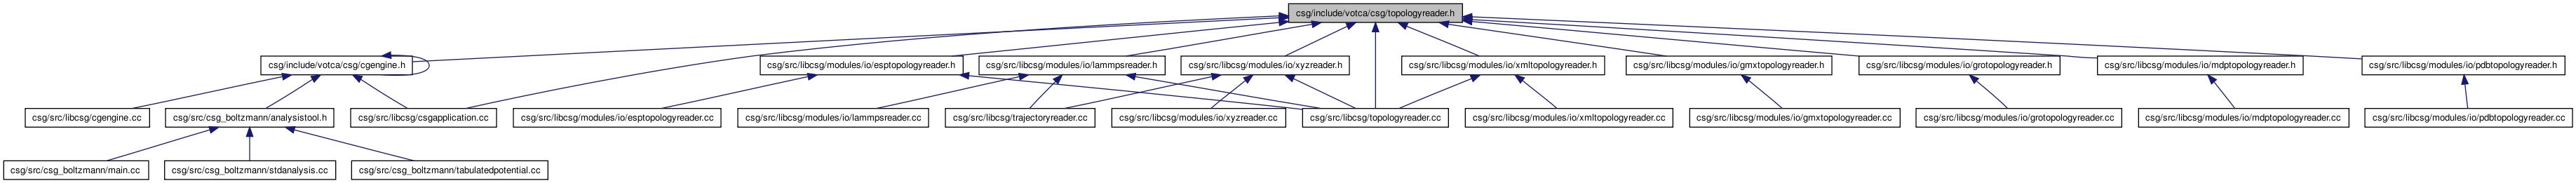 csg/include/votca/csg/topologyreader.h
csg/include/votca/csg/cgengine.h
csg/src/libcsg/modules/io/esptopologyreader.h
csg/src/libcsg/modules/io/lammpsreader.h
csg/src/libcsg/modules/io/xyzreader.h
csg/src/libcsg/modules/io/xmltopologyreader.h
csg/src/libcsg/modules/io/gmxtopologyreader.h
csg/src/libcsg/modules/io/grotopologyreader.h
csg/src/libcsg/modules/io/mdptopologyreader.h
csg/src/libcsg/modules/io/pdbtopologyreader.h
csg/src/libcsg/cgengine.cc
csg/src/csg_boltzmann/analysistool.h
csg/src/libcsg/csgapplication.cc
csg/src/libcsg/modules/io/esptopologyreader.cc
csg/src/libcsg/modules/io/lammpsreader.cc
csg/src/libcsg/trajectoryreader.cc
csg/src/libcsg/modules/io/xyzreader.cc
csg/src/libcsg/topologyreader.cc
csg/src/libcsg/modules/io/xmltopologyreader.cc
csg/src/libcsg/modules/io/gmxtopologyreader.cc
csg/src/libcsg/modules/io/grotopologyreader.cc
csg/src/libcsg/modules/io/mdptopologyreader.cc
csg/src/libcsg/modules/io/pdbtopologyreader.cc
csg/src/csg_boltzmann/main.cc
csg/src/csg_boltzmann/stdanalysis.cc
csg/src/csg_boltzmann/tabulatedpotential.cc